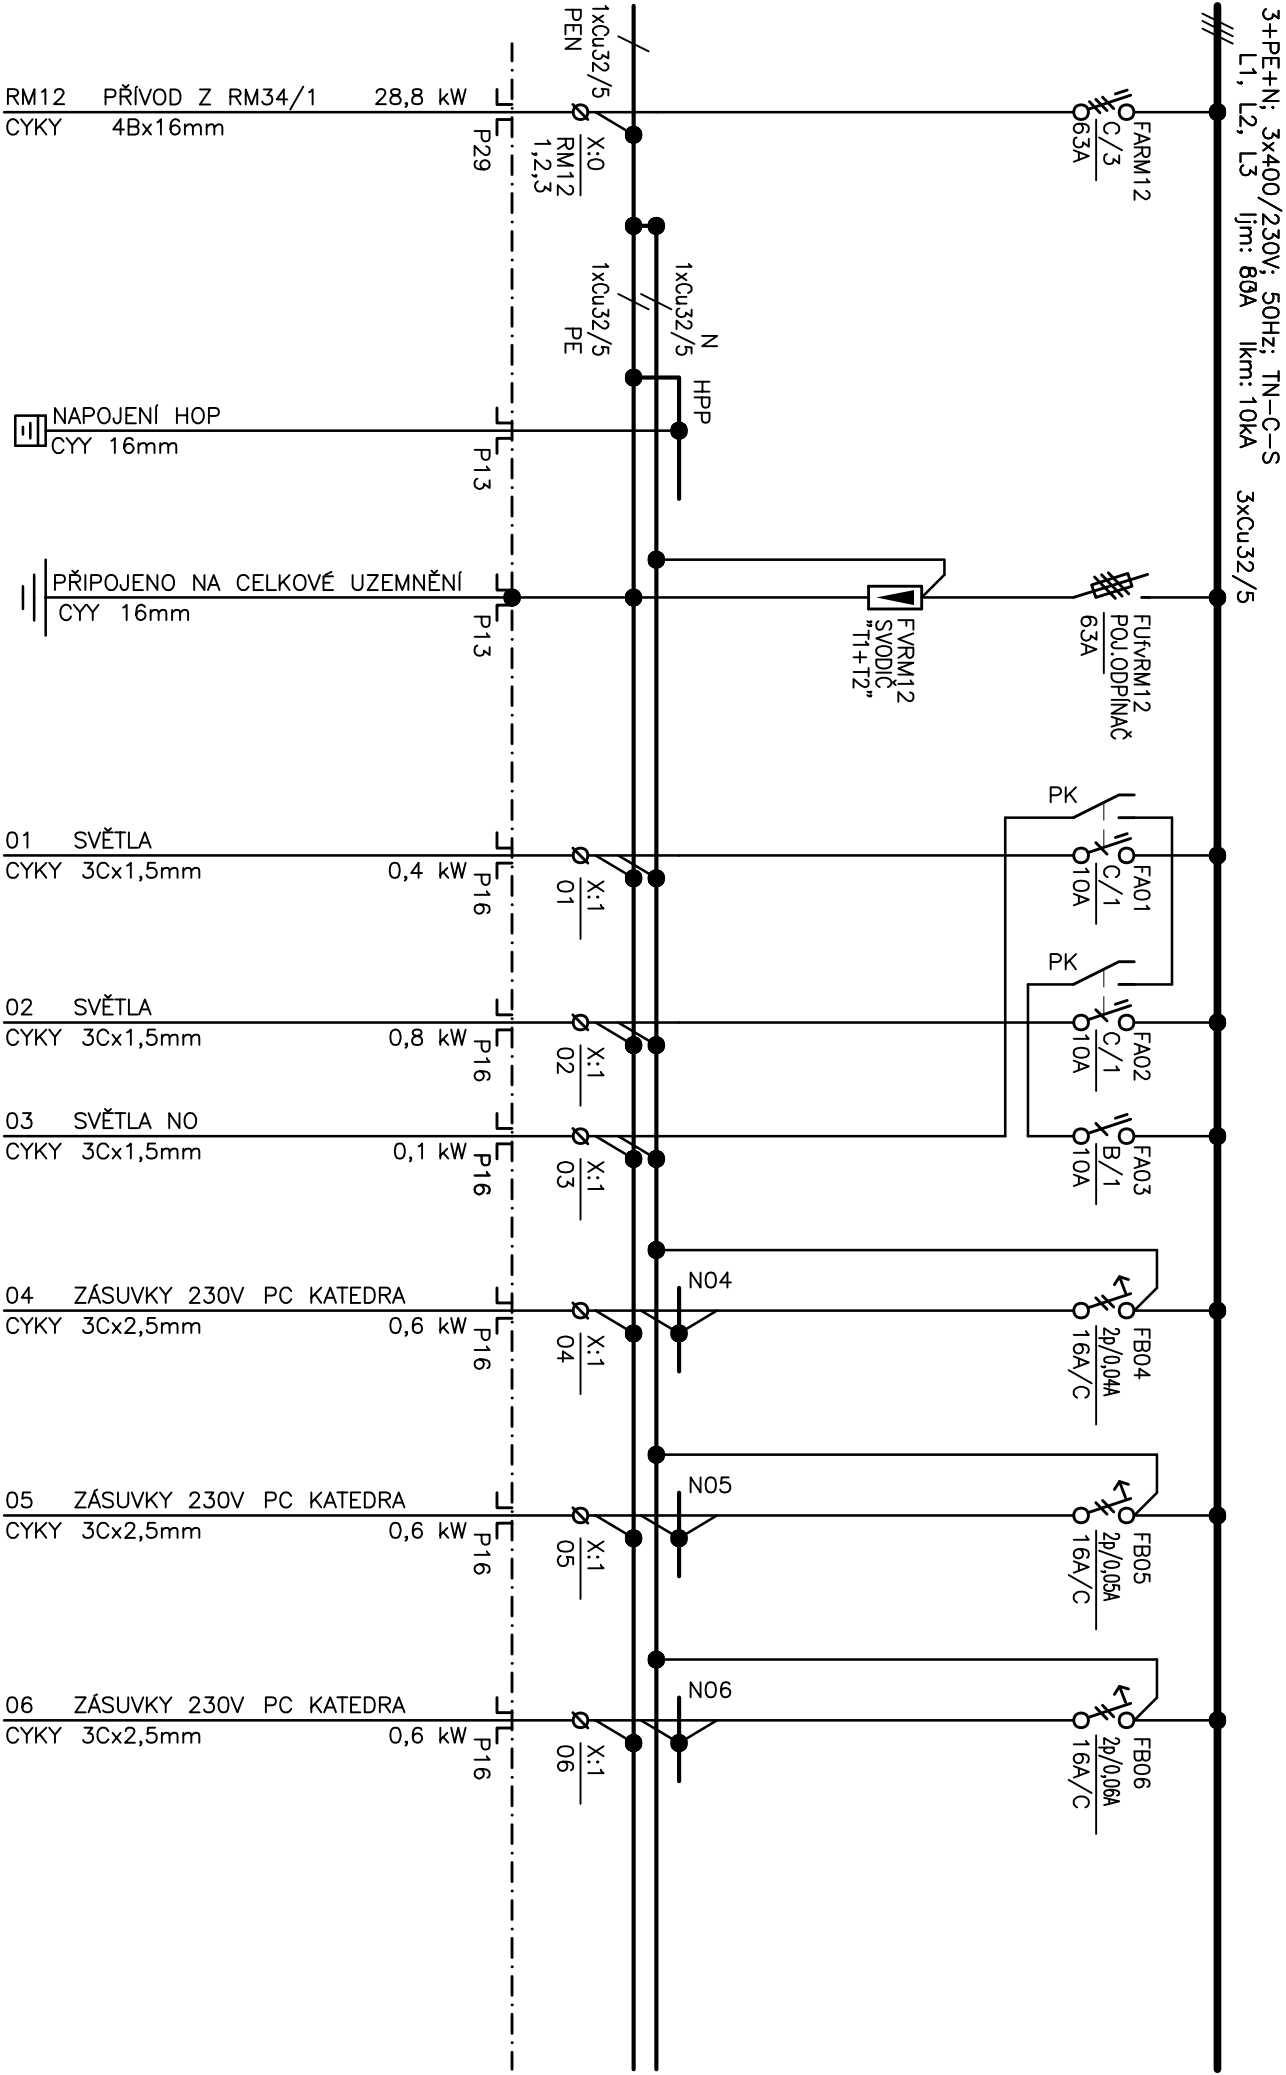 3+PE+N; 3x400/230V; 50Hz; TN-C-S
L1, L2, L3 Ijm: 80A Ikm: 10kA 3xCu32/5
1xCu32/5
PEN
RM12 PŘÍVOD Z RM34/1 28,8 kW
CYKY 4Bx16mm
P29
X:0
RM12
1,2,3
FARM12
C/3
63A
1xCu32/5
PE
N
1xCu32/5
HPP
NAPOJENÍ HOP
CYY 16mm
P13
PŘIPOJENO NA CELKOVÉ UZEMNĚNÍ
CYY 16mm
P13
FVRM12
SVODIČ
"T1+T2"
FUfvRM12
POJ.ODPÍNAČ
63A
PK
01 SVĚTLA
CYKY 3Cx1,5mm 0,4 kW
P16
X:1
01
FA01
C/1
10A
PK
02 SVĚTLA
CYKY 3Cx1,5mm 0,8 kW
P16
X:1
02
FA02
C/1
10A
03 SVĚTLA NO
CYKY 3Cx1,5mm 0,1 kW
P16
X:1
03
FA03
B/1
10A
04 ZÁSUVKY 230V PC KATEDRA
CYKY 3Cx2,5mm 0,6 kW
P16
X:1
04
N04
FB04
2p/0,04A
16A/C
05 ZÁSUVKY 230V PC KATEDRA
CYKY 3Cx2,5mm 0,6 kW
P16
X:1
05
N05
FB05
2p/0,05A
16A/C
06 ZÁSUVKY 230V PC KATEDRA
CYKY 3Cx2,5mm 0,6 kW
P16
X:1
06
N06
FB06
2p/0,06A
16A/C